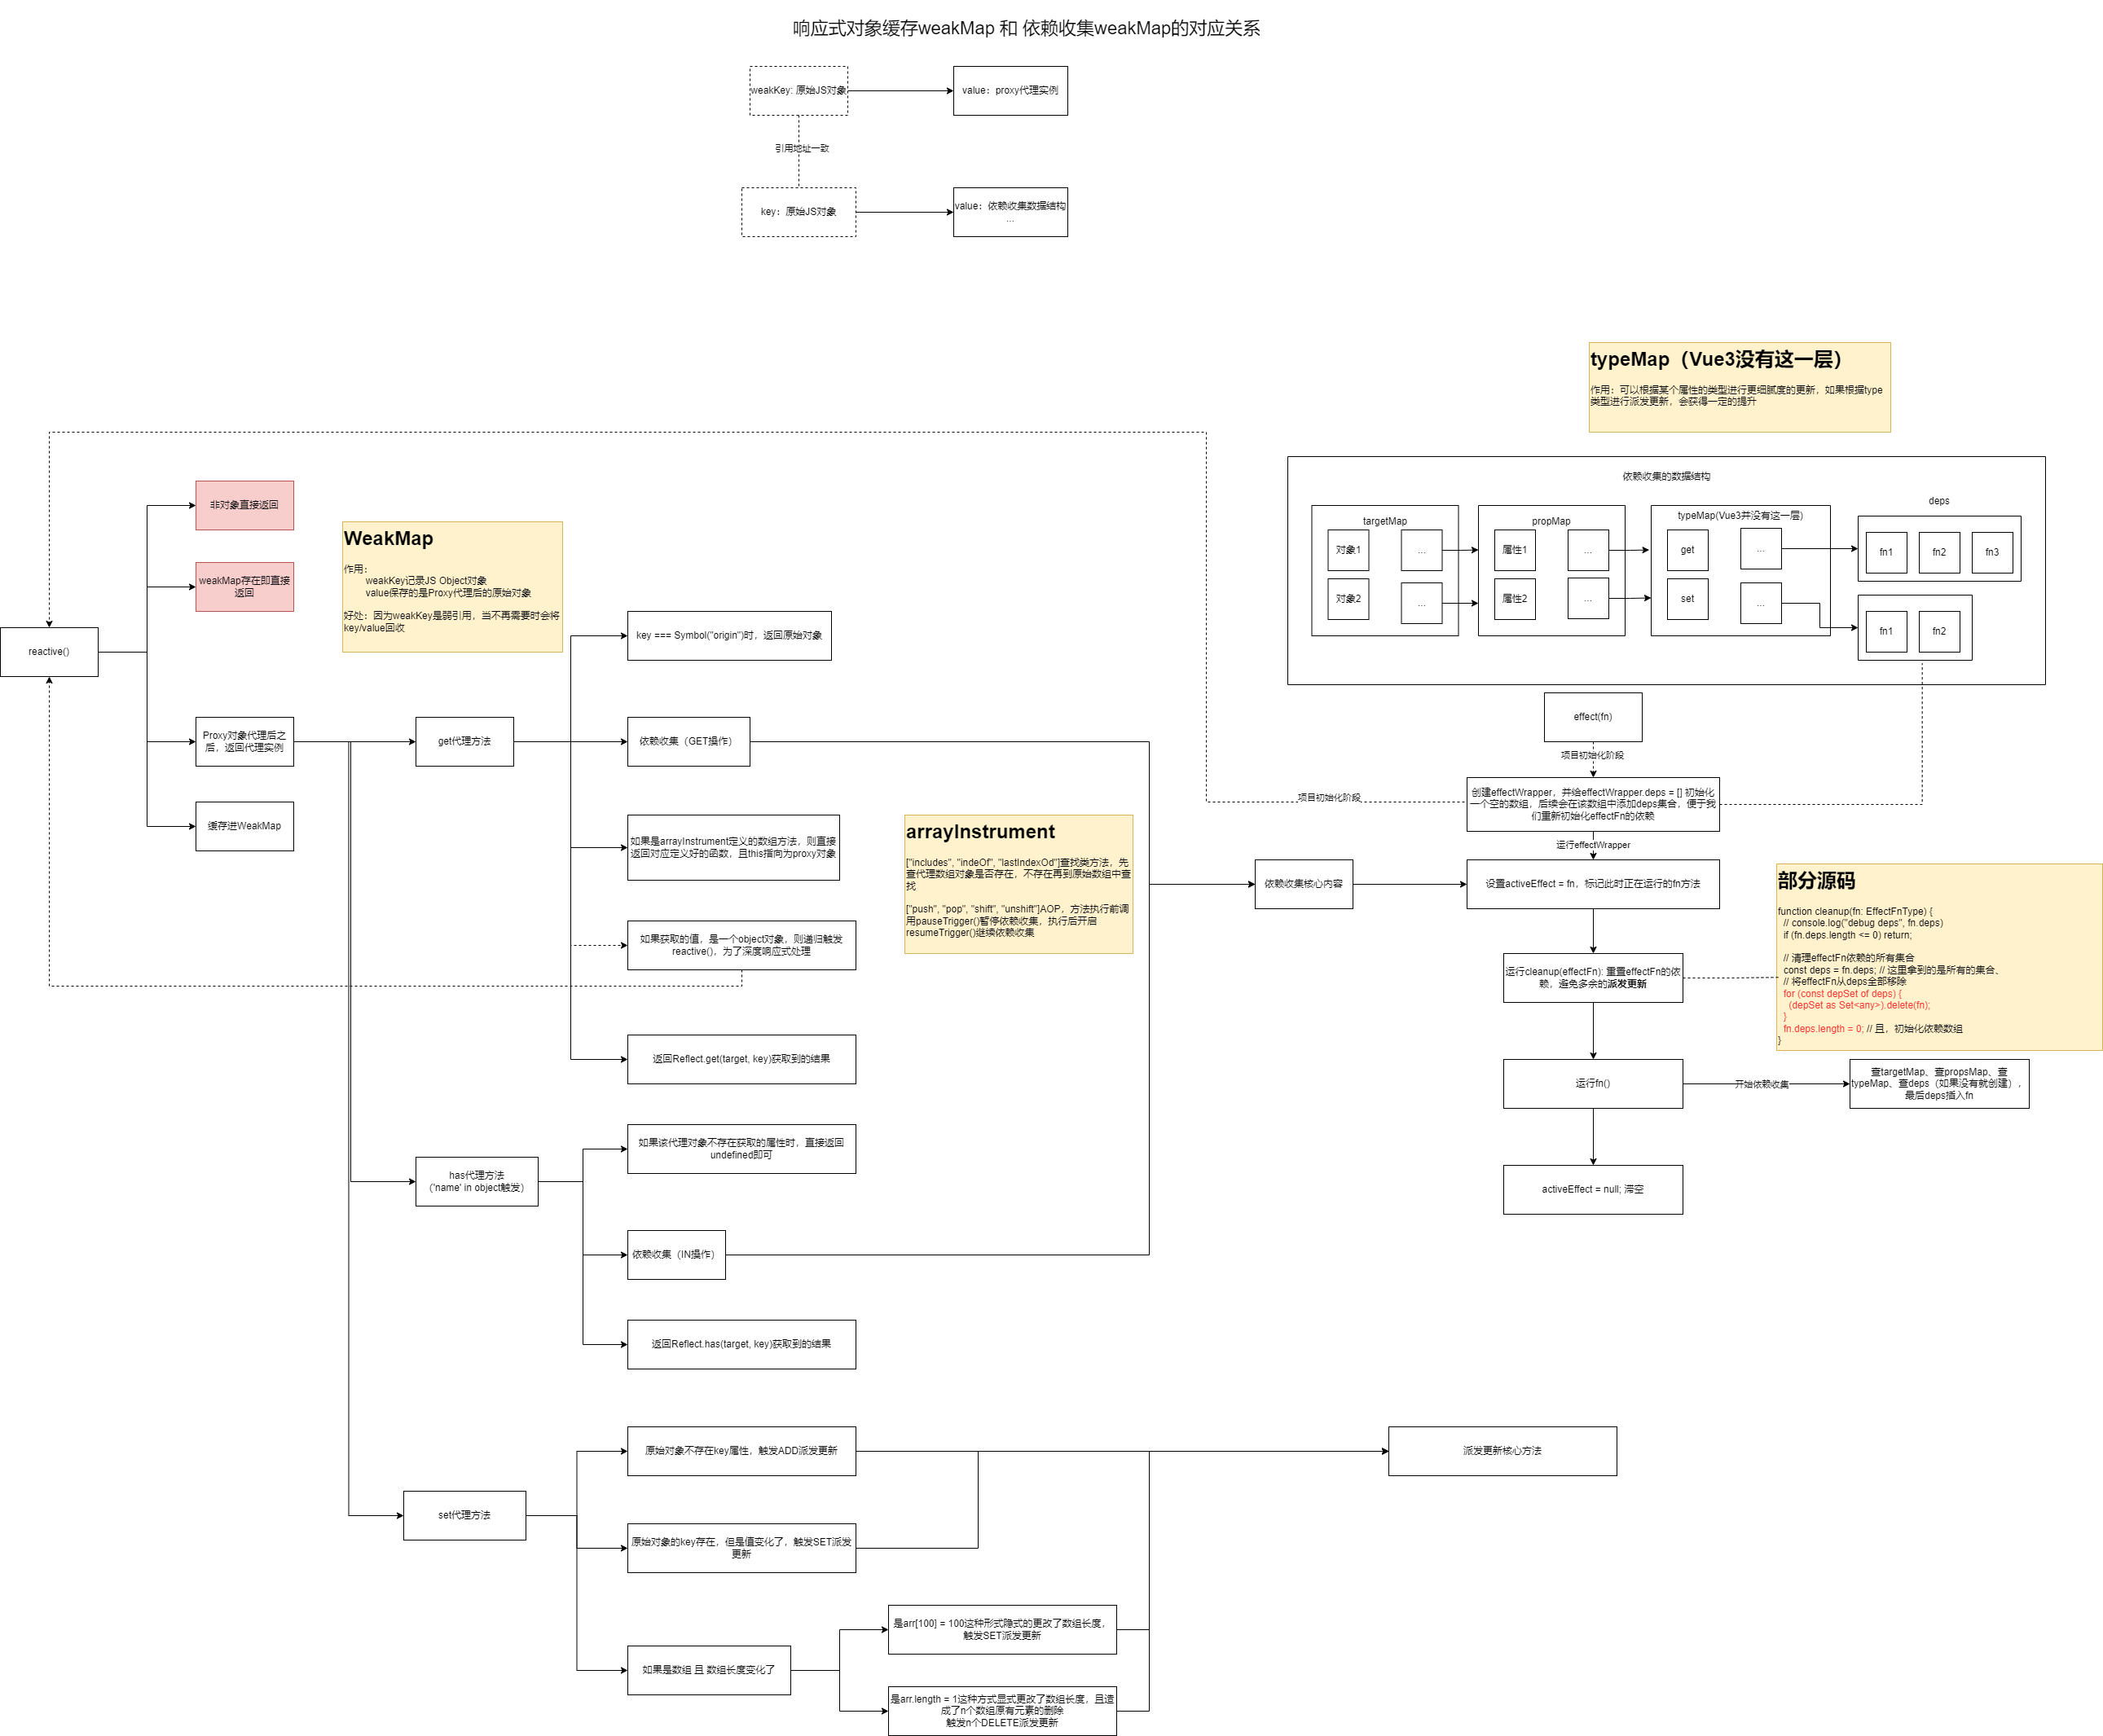 响应式对象缓存weakMap 和 依赖收集weakMap的对应关系
weakKey: 原始JS对象
value：proxy代理实例
引用地址一致
key：原始JS对象
value：依赖收集数据结构
...
typeMap（Vue3没有这一层）
作用：可以根据某个属性的类型进行更细腻度的更新，如果根据type
类型进行派发更新，会获得一定的提升
依赖收集的数据结构
targetMap
对象1
...
对象2
...
propMap
属性1
...
属性2
...
typeMap(Vue3并没有这一层)
get
...
set
...
deps
fn1
fn2
fn3
fn1
fn2
reactive()
非对象直接返回
weakMap存在即直接
返回
Proxy对象代理后之
后，返回代理实例
缓存进WeakMap
WeakMap
作用：
weakKey记录JS Object对象
value保存的是Proxy代理后的原始对象
好处：因为weakKey是弱引用，当不再需要时会将
key/value回收
get代理方法
key === Symbol("origin")时，返回原始对象
依赖收集（GET操作）
如果是arrayInstrument定义的数组方法，则直接
返回对应定义好的函数，且this指向为proxy对象
如果获取的值，是一个object对象，则递归触发
reactive()，为了深度响应式处理
返回Reflect.get(target, key)获取到的结果
arrayInstrument
["includes", "indeOf", "lastIndexOd"]查找类方法，先
查代理数组对象是否存在，不存在再到原始数组中查
找
["push", "pop", "shift", "unshift"]AOP，方法执行前调
用pauseTrigger()暂停依赖收集，执行后开启
resumeTrigger()继续依赖收集
has代理方法
（'name' in object触发）
如果该代理对象不存在获取的属性时，直接返回
undefined即可
依赖收集（IN操作）
返回Reflect.has(target, key)获取到的结果
effect(fn)
项目初始化阶段
项目初始化阶段
创建effectWrapper，并给effectWrapper.deps = [] 初始化
一个空的数组，后续会在该数组中添加deps集合，便于我
们重新初始化effectFn的依赖
运行effectWrapper
依赖收集核心内容
设置activeEffect = fn，标记此时正在运行的fn方法
运行cleanup(effectFn): 重置effectFn的依
赖，避免多余的派发更新
运行fn()
开始依赖收集
查targetMap、查propsMap、查
typeMap、查deps（如果没有就创建），
最后deps插入fn
activeEffect = null; 滞空
部分源码
function cleanup(fn: EffectFnType) {
// console.log("debug deps", fn.deps)
if (fn.deps.length <= 0) return;
// 清理effectFn依赖的所有集合
const deps = fn.deps; // 这里拿到的是所有的集合、
// 将effectFn从deps全部移除
for (const depSet of deps) {
(depSet as Set<any>).delete(fn);
}
fn.deps.length = 0; // 且，初始化依赖数组
}
set代理方法
原始对象不存在key属性，触发ADD派发更新
原始对象的key存在，但是值变化了，触发SET派发
更新
如果是数组 且 数组长度变化了
是arr[100] = 100这种形式隐式的更改了数组长度，
触发SET派发更新
是arr.length = 1这种方式显式更改了数组长度，且造
成了n个数组原有元素的删除
触发n个DELETE派发更新
派发更新核心方法